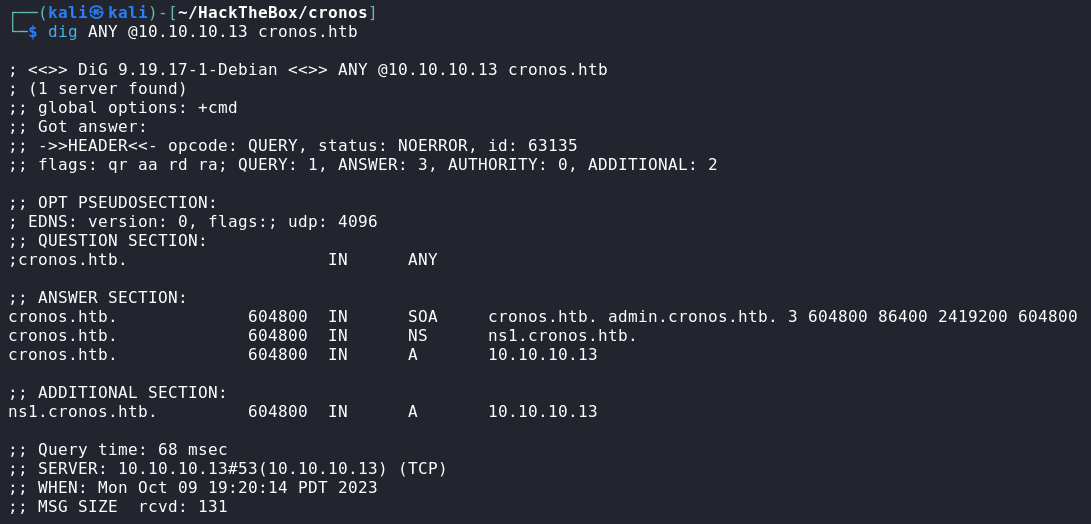 ┌──(kali㉿kali)-[~/HackTheBox/cronos]
└─$ dig ANY @10.10.10.13 cronos.htb

; <<>> DiG 9.19.17-1-Debian <<>> ANY @10.10.10.13 cronos.htb
; (1 server found)
;; global options: +cmd
;; Got answer:
;; ->>HEADER<<- opcode: QUERY, status: NOERROR, id: 63135
;; flags: qr aa rd ra; QUERY: 1, ANSWER: 3, AUTHORITY: 0, ADDITIONAL: 2

;; OPT PSEUDOSECTION:
; EDNS: version: 0, flags:; udp: 4096
;; QUESTION SECTION:
;cronos.htb.                    IN      ANY

;; ANSWER SECTION:
cronos.htb.             604800  IN      SOA     cronos.htb. admin.cronos.htb. 3 604800 86400 2419200 604800
cronos.htb.             604800  IN      NS      ns1.cronos.htb.
cronos.htb.             604800  IN      A       10.10.10.13

;; ADDITIONAL SECTION:
ns1.cronos.htb.         604800  IN      A       10.10.10.13

;; Query time: 68 msec
;; SERVER: 10.10.10.13#53(10.10.10.13) (TCP)
;; WHEN: Mon Oct 09 19:20:14 PDT 2023
;; MSG SIZE  rcvd: 131